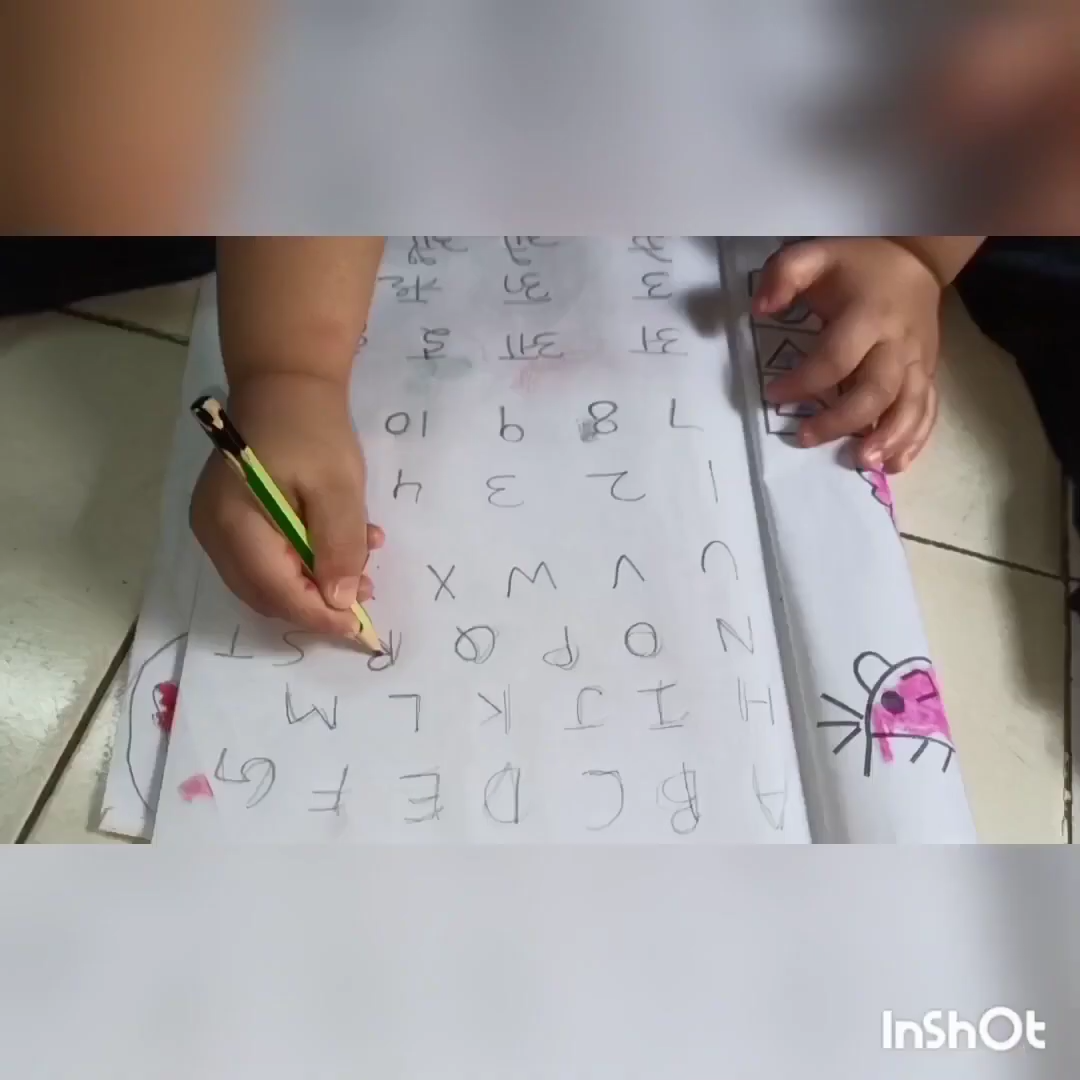 A B C D E F G
H I J K L M
N O P Q R S T
U V W X
1 2 3 4
7 8 9 10
अ आ इ
उ ऊ ऋ
InShOt